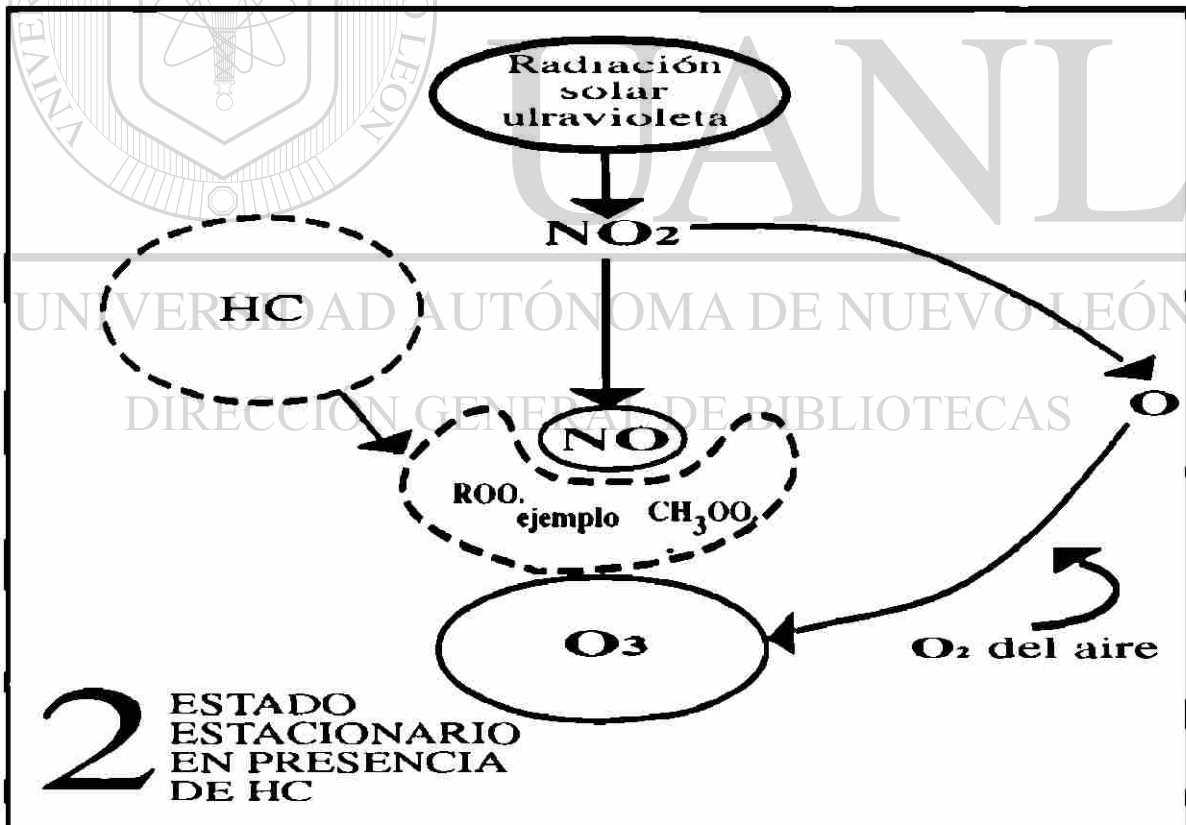 Radiación
solar
ulravioleta
UANL
NO₂
HC
UNIVERSIDAD AUTÓNOMA DE NUEVO LEÓN
DIRECCIÓN GENERAL DE BIBLIOTECAS
O
NO
ROO.
ejemplo CH₃OO.
O₃
O₂ del aire
2 ESTADO
ESTACIONARIO
EN PRESENCIA
DE HC